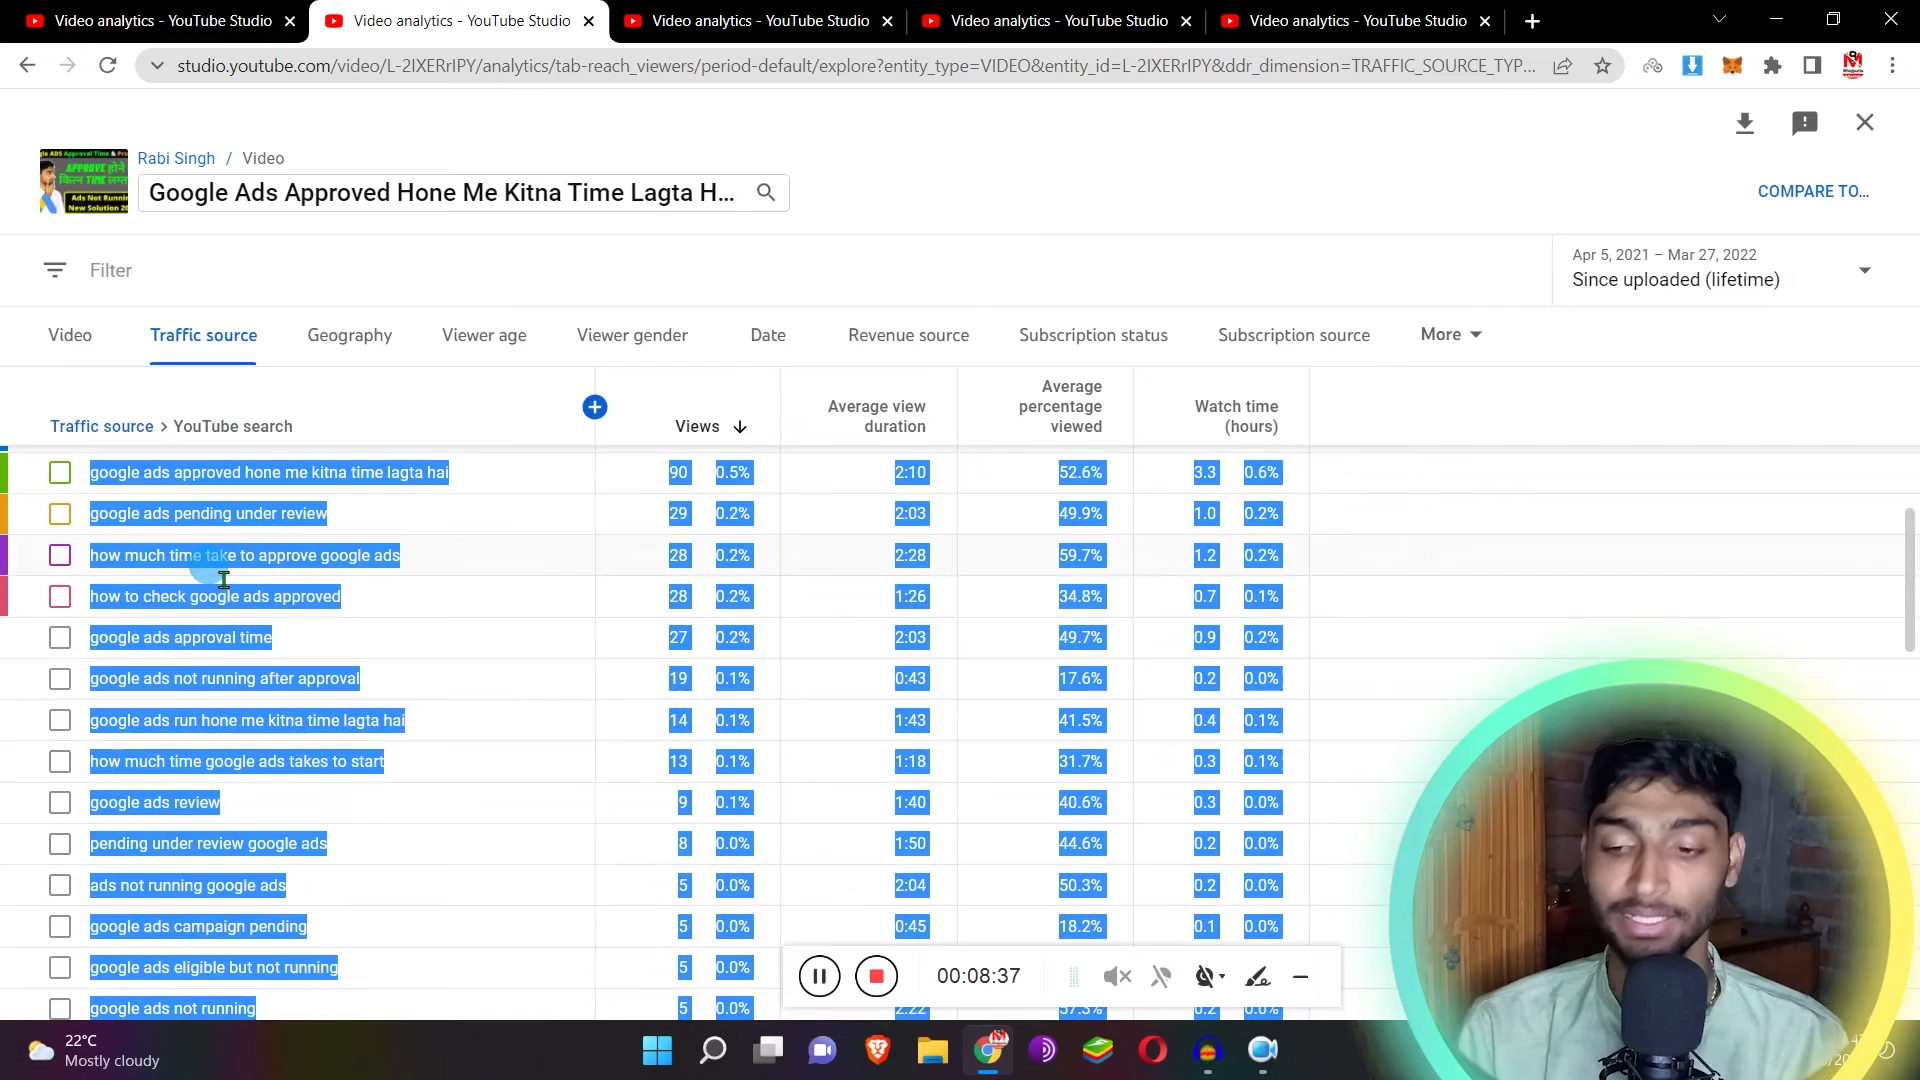 Video analytics - YouTube Studio
Video analytics - YouTube Studio
Video analytics - YouTube Studio
Video analytics - YouTube Studio
Video analytics - YouTube Studio
studio.youtube.com/video/L-2IXERrIPY/analytics/tab-reach_viewers/period-default/explore?entity_type=VIDEO&entity_id=L-2IXERrIPY&ddr_dimension=TRAFFIC_SOURCE_TYP...
Rabi Singh / Video
Google Ads Approved Hone Me Kitna Time Lagta H...
COMPARE TO...
APPROVE होने
Ads Not Runnin
New Solution 20
Filter
Apr 5, 2021 – Mar 27, 2022
Since uploaded (lifetime)
Video Traffic source Geography Viewer age Viewer gender Date Revenue source Subscription status Subscription source More
Traffic source > YouTube search
Views
Average view duration
Average percentage viewed
Watch time (hours)
google ads approved hone me kitna time lagta hai 90 0.5% 2:10 52.6% 3.3 0.6%
google ads pending under review 29 0.2% 2:03 49.9% 1.0 0.2%
how much time take to approve google ads 28 0.2% 2:28 59.7% 1.2 0.2%
how to check google ads approved 28 0.2% 1:26 34.8% 0.7 0.1%
google ads approval time 27 0.2% 2:03 49.7% 0.9 0.2%
google ads not running after approval 19 0.1% 0:43 17.6% 0.2 0.0%
google ads run hone me kitna time lagta hai 14 0.1% 1:43 41.5% 0.4 0.1%
how much time google ads takes to start 13 0.1% 1:18 31.7% 0.3 0.1%
google ads review 9 0.1% 1:40 40.6% 0.3 0.0%
pending under review google ads 8 0.0% 1:50 44.6% 0.2 0.0%
ads not running google ads 5 0.0% 2:04 50.3% 0.2 0.0%
google ads campaign pending 5 0.0% 0:45 18.2% 0.1 0.0%
google ads eligible but not running 5 0.0%
google ads not running 5 0.0% 2:22 57.3% 0.2 0.0%
00:08:37
22°C
Mostly cloudy